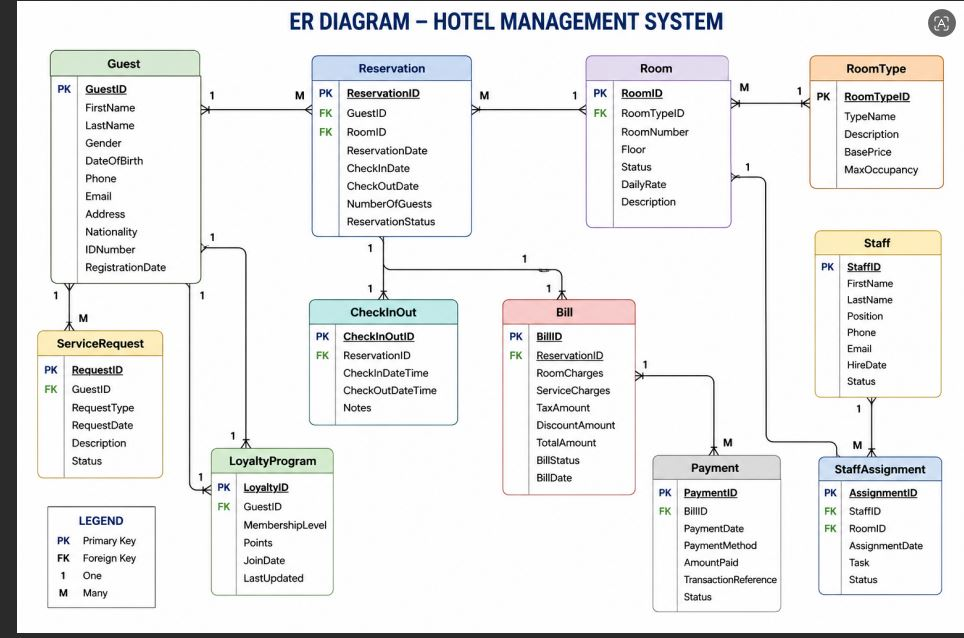 ER DIAGRAM – HOTEL MANAGEMENT SYSTEM
Guest
PK GuestID
FirstName
LastName
Gender
DateOfBirth
Phone
Email
Address
Nationality
IDNumber
RegistrationDate
1 M
Reservation
PK ReservationID
FK GuestID
FK RoomID
ReservationDate
CheckInDate
CheckOutDate
NumberOfGuests
ReservationStatus
M 1
Room
PK RoomID
FK RoomTypeID
RoomNumber
Floor
Status
DailyRate
Description
M 1
RoomType
PK RoomTypeID
TypeName
Description
BasePrice
MaxOccupancy
1
1
1
1
1
1
1
1
M
Staff
PK StaffID
FirstName
LastName
Position
Phone
Email
HireDate
Status
ServiceRequest
PK RequestID
FK GuestID
RequestType
RequestDate
Description
Status
CheckInOut
PK CheckInOutID
FK ReservationID
CheckInDateTime
CheckOutDateTime
Notes
Bill
PK BillID
FK ReservationID
RoomCharges
ServiceCharges
TaxAmount
DiscountAmount
TotalAmount
BillStatus
BillDate
1
M
1
M
1
1
LoyaltyProgram
PK LoyaltyID
FK GuestID
MembershipLevel
Points
JoinDate
LastUpdated
Payment
PK PaymentID
FK BillID
PaymentDate
PaymentMethod
AmountPaid
TransactionReference
Status
StaffAssignment
PK AssignmentID
FK StaffID
FK RoomID
AssignmentDate
Task
Status
LEGEND
PK Primary Key
FK Foreign Key
1 One
M Many